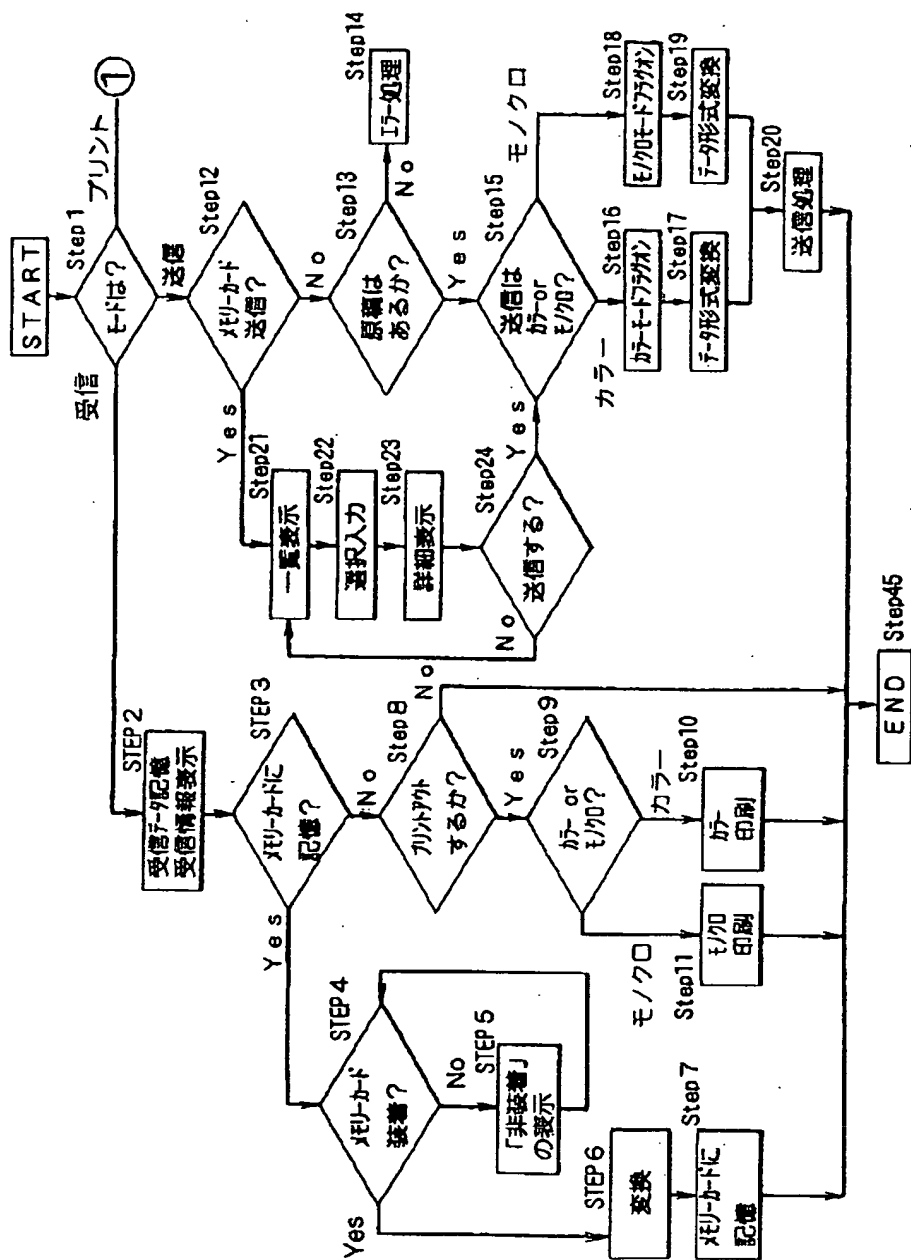 START
Step1
モードは?
プリント
①
受信
送信
Step12
メモリーカード
送信?
Yes
No
Step13
原稿は
あるか?
No
Step14
エラー処理
Yes
Step15
送信は
カラーor
モノクロ?
モノクロ
カラー
Step16
カラーモードフラグオン
Step17
データ形式変換
Step18
モノクロモードフラグオン
Step19
データ形式変換
Step20
送信処理
Step21
一覧表示
Step22
選択入力
Step23
詳細表示
Step24
送信する?
Yes
No
STEP2
受信データ記憶
受信情報表示
STEP3
メモリーカードに
記憶?
Yes
No
STEP4
メモリーカード
装着?
No
STEP5
「非装着」
の表示
Yes
STEP6
変換
Step7
メモリーカードに
記憶
Step8
プリントアウト
するか?
No
Yes
Step9
カラーor
モノクロ?
カラー
Step10
カラー
印刷
モノクロ
Step11
モノクロ
印刷
END
Step45